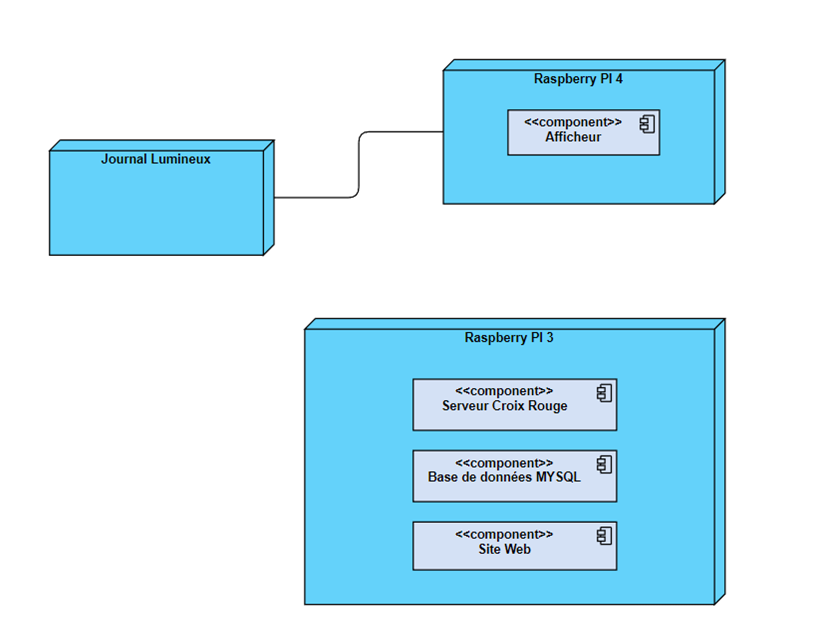 Raspberry PI 4
<<component>>
Afficheur
Journal Lumineux
Raspberry PI 3
<<component>>
Serveur Croix Rouge
<<component>>
Base de données MYSQL
<<component>>
Site Web